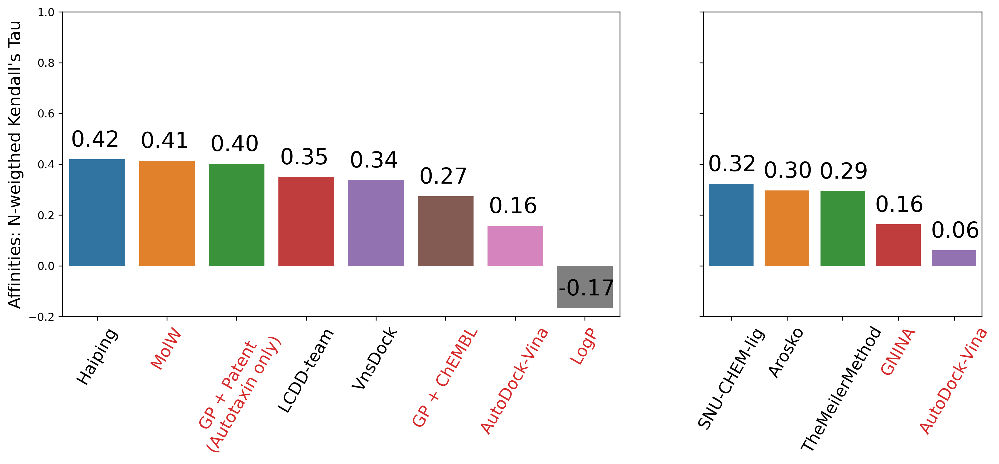 Affinities: N-weigthed Kendall's Tau
1.0
0.8
0.6
0.4
0.2
0.0
−0.2
0.42
0.41
0.40
0.35
0.34
0.27
0.16
-0.17
Haiping
MolW
GP + Patent
(Autotaxin only)
LCDD-team
VnsDock
GP + ChEMBL
AutoDock-Vina
LogP
0.32
0.30
0.29
0.16
0.06
SNU-CHEM-lig
Arosko
TheMeilerMethod
GNINA
AutoDock-Vina